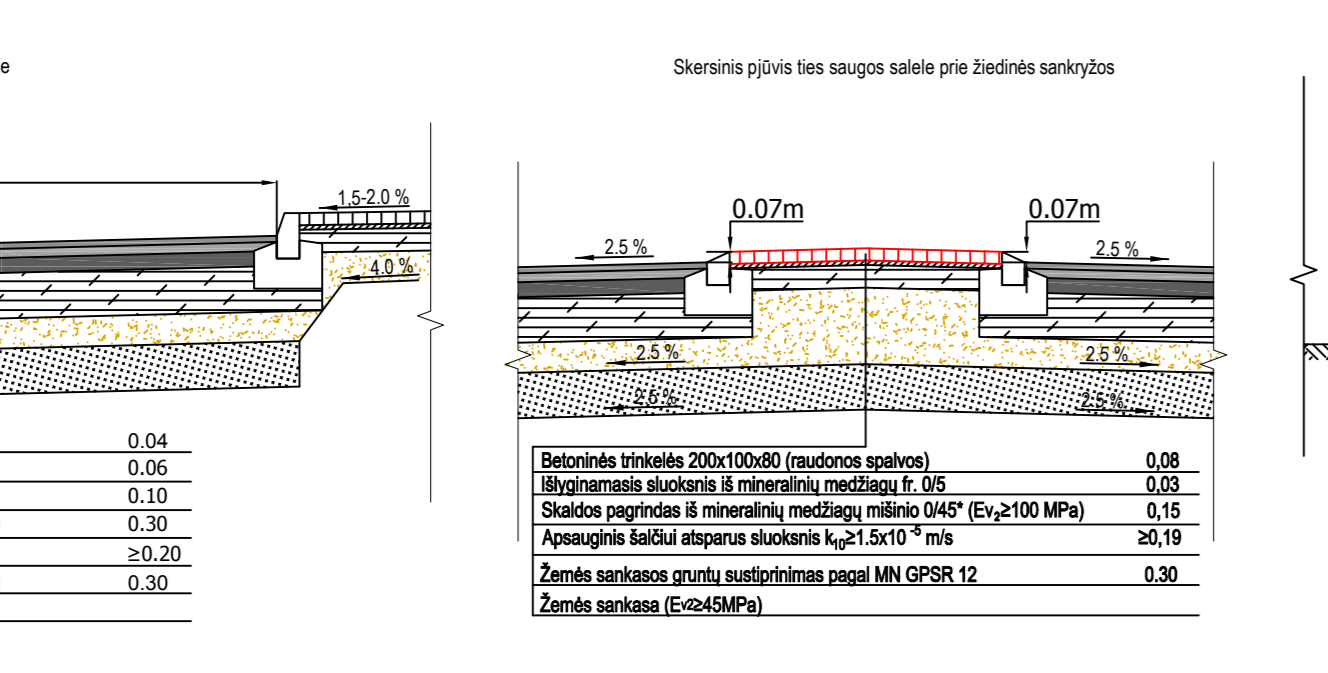 e
Skersinis pjūvis ties saugos salele prie žiedinės sankryžos
1,5-2.0 %
4.0 %
0.04
0.06
0.10
0.30
≥0.20
0.30
0.07m
0.07m
2.5 %
2.5 %
2.5 %
2.5 %
2.5 %
2.5 %
Betoninės trinkelės 200x100x80 (raudonos spalvos) 0,08
Išlyginamasis sluoksnis iš mineralinių medžiagų fr. 0/5 0,03
Skaldos pagrindas iš mineralinių medžiagų mišinio 0/45* (Ev₂≥100 MPa) 0,15
Apsauginis šalčiui atsparus sluoksnis k₁₀≥1.5x10⁻⁵ m/s ≥0,19
Žemės sankasos gruntų sustiprinimas pagal MN GPSR 12 0.30
Žemės sankasa (Ev2≥45MPa)